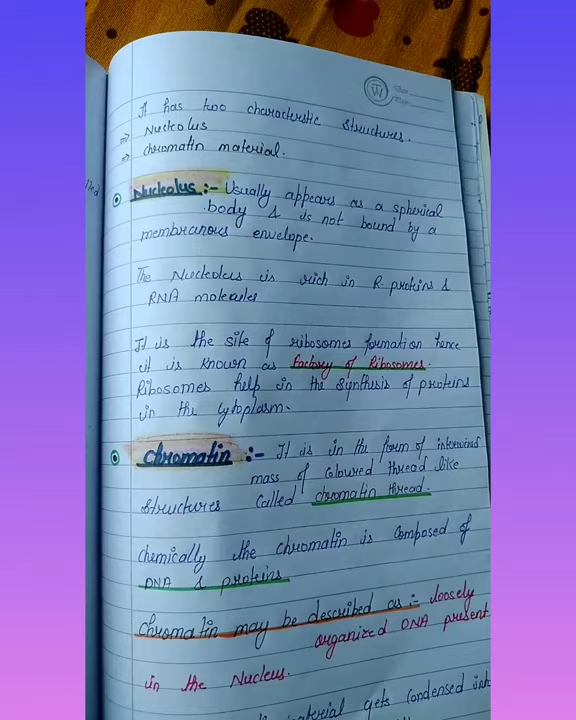 It has two characteristic structures.
⇒ Nucleolus
⇒ chromatin material.
Nucleolus :- Usually appears as a spherical
body & is not bound by a
membranous envelope.
The Nucleolus is rich in R. proteins &
RNA molecules
It is the site of ribosomes formation hence
it is known as Factory of Ribosomes.
Ribosomes help in the synthesis of proteins
in the cytoplasm.
Chromatin :- It is in the form of interwined
mass of coloured thread like
structures called chromatin thread.
chemically the chromatin is composed of
DNA & proteins
Chromatin may be described as :- loosely
organized DNA present
in the Nucleus.
material gets condensed